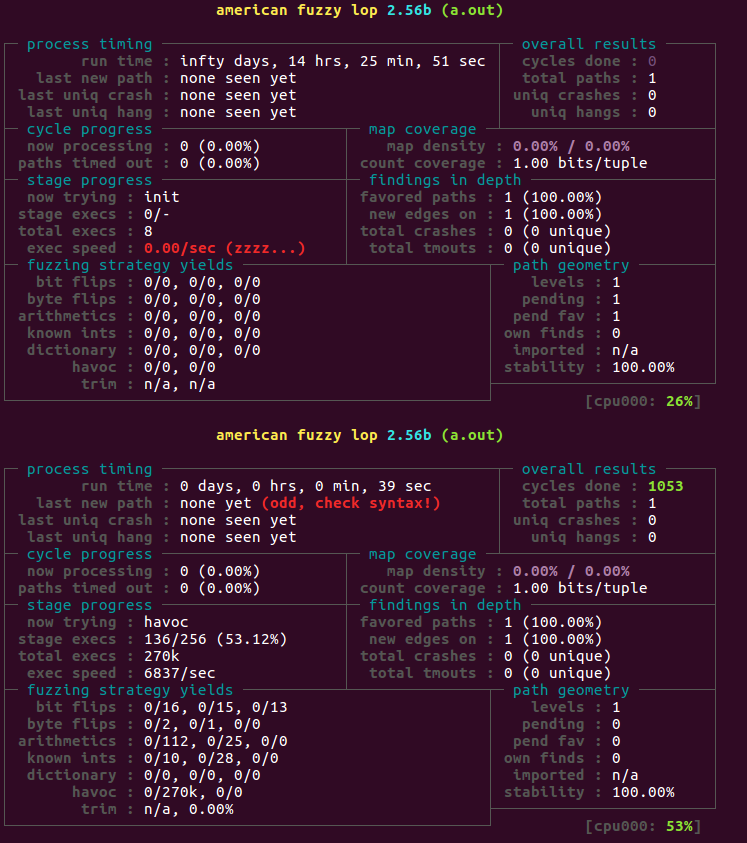 american fuzzy lop 2.56b (a.out)
process timing overall results
run time : infty days, 14 hrs, 25 min, 51 sec cycles done : 0
last new path : none seen yet total paths : 1
last uniq crash : none seen yet uniq crashes : 0
last uniq hang : none seen yet uniq hangs : 0
cycle progress map coverage
now processing : 0 (0.00%) map density : 0.00% / 0.00%
paths timed out : 0 (0.00%) count coverage : 1.00 bits/tuple
stage progress findings in depth
now trying : init favored paths : 1 (100.00%)
stage execs : 0/- new edges on : 1 (100.00%)
total execs : 8 total crashes : 0 (0 unique)
exec speed : 0.00/sec (zzzz...) total tmouts : 0 (0 unique)
fuzzing strategy yields path geometry
bit flips : 0/0, 0/0, 0/0 levels : 1
byte flips : 0/0, 0/0, 0/0 pending : 1
arithmetics : 0/0, 0/0, 0/0 pend fav : 1
known ints : 0/0, 0/0, 0/0 own finds : 0
dictionary : 0/0, 0/0, 0/0 imported : n/a
havoc : 0/0, 0/0 stability : 100.00%
trim : n/a, n/a
[cpu000: 26%]
american fuzzy lop 2.56b (a.out)
process timing overall results
run time : 0 days, 0 hrs, 0 min, 39 sec cycles done : 1053
last new path : none yet (odd, check syntax!) total paths : 1
last uniq crash : none seen yet uniq crashes : 0
last uniq hang : none seen yet uniq hangs : 0
cycle progress map coverage
now processing : 0 (0.00%) map density : 0.00% / 0.00%
paths timed out : 0 (0.00%) count coverage : 1.00 bits/tuple
stage progress findings in depth
now trying : havoc favored paths : 1 (100.00%)
stage execs : 136/256 (53.12%) new edges on : 1 (100.00%)
total execs : 270k total crashes : 0 (0 unique)
exec speed : 6837/sec total tmouts : 0 (0 unique)
fuzzing strategy yields path geometry
bit flips : 0/16, 0/15, 0/13 levels : 1
byte flips : 0/2, 0/1, 0/0 pending : 0
arithmetics : 0/112, 0/25, 0/0 pend fav : 0
known ints : 0/10, 0/28, 0/0 own finds : 0
dictionary : 0/0, 0/0, 0/0 imported : n/a
havoc : 0/270k, 0/0 stability : 100.00%
trim : n/a, 0.00%
[cpu000: 53%]